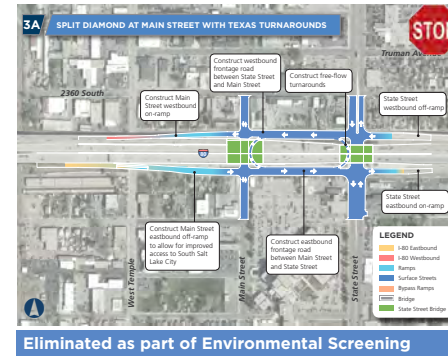 3A
SPLIT DIAMOND AT MAIN STREET WITH TEXAS TURNAROUNDS
STOP
Truman Avenue
2360 South
Construct Main
Street westbound
on-ramp
Construct westbound
frontage road
between State Street
and Main Street
Construct free-flow
turnarounds
State Street
westbound off-ramp
80
Construct Main Street
eastbound off-ramp
to allow for improved
access to South Salt
Lake City
Construct eastbound
frontage road
between Main Street
and State Street
State Street
eastbound on-ramp
West Temple
Main Street
State Street
LEGEND
I-80 Eastbound
I-80 Westbound
Ramps
Surface Streets
Bypass Ramps
Bridge
State Street Bridge
Eliminated as part of Environmental Screening